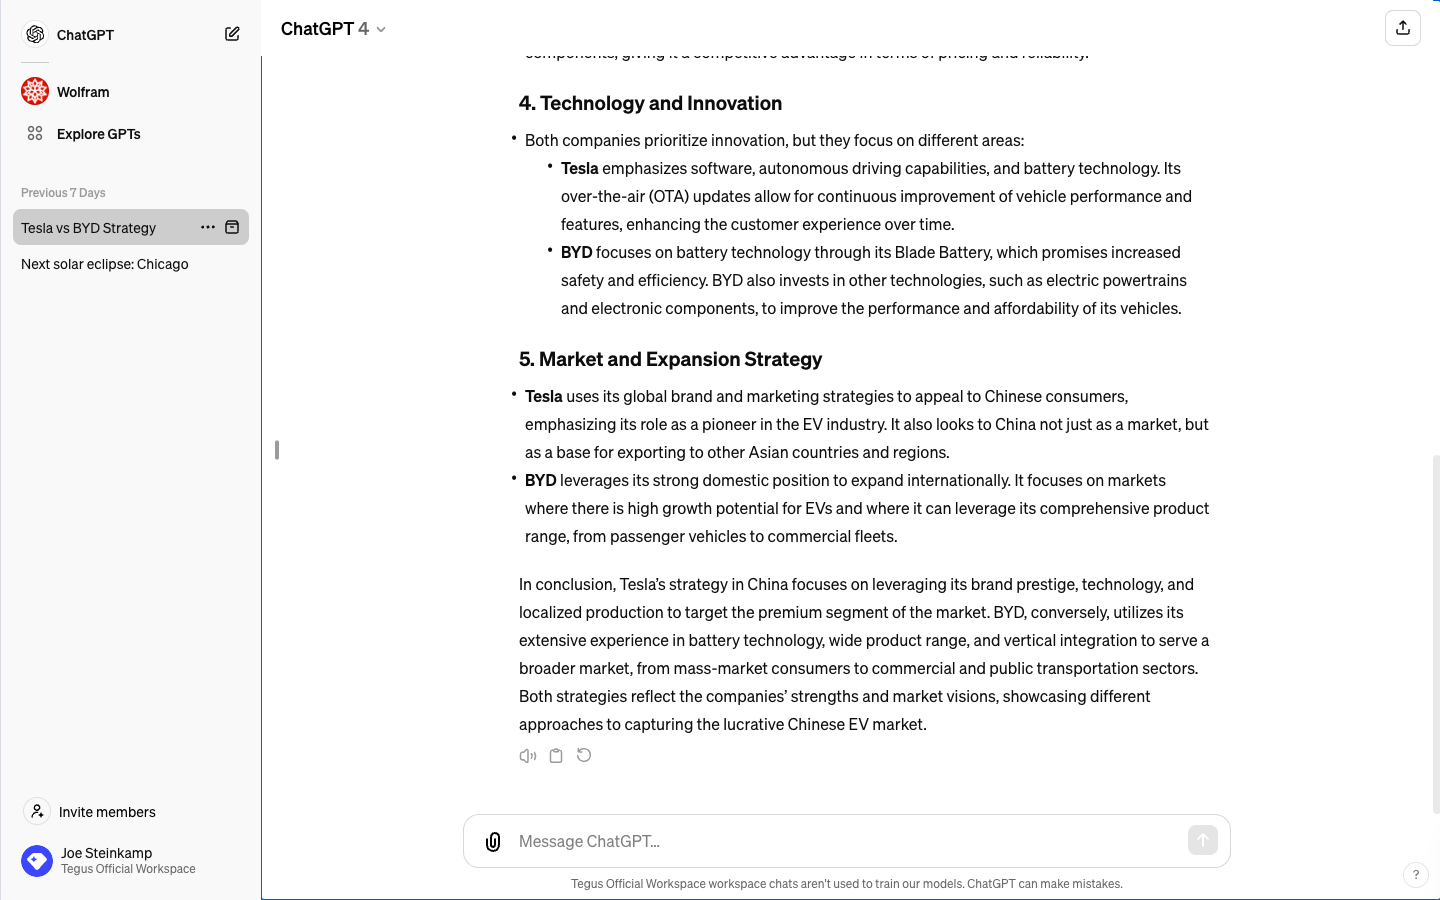 ChatGPT
Wolfram
Explore GPTs
Previous 7 Days
Tesla vs BYD Strategy
Next solar eclipse: Chicago
Invite members
Joe Steinkamp
Tegus Official Workspace
ChatGPT 4
components, giving it a competitive advantage in terms of pricing and reliability.
4. Technology and Innovation
• Both companies prioritize innovation, but they focus on different areas:
• Tesla emphasizes software, autonomous driving capabilities, and battery technology. Its
over-the-air (OTA) updates allow for continuous improvement of vehicle performance and
features, enhancing the customer experience over time.
• BYD focuses on battery technology through its Blade Battery, which promises increased
safety and efficiency. BYD also invests in other technologies, such as electric powertrains
and electronic components, to improve the performance and affordability of its vehicles.
5. Market and Expansion Strategy
• Tesla uses its global brand and marketing strategies to appeal to Chinese consumers,
emphasizing its role as a pioneer in the EV industry. It also looks to China not just as a market, but
as a base for exporting to other Asian countries and regions.
• BYD leverages its strong domestic position to expand internationally. It focuses on markets
where there is high growth potential for EVs and where it can leverage its comprehensive product
range, from passenger vehicles to commercial fleets.
In conclusion, Tesla’s strategy in China focuses on leveraging its brand prestige, technology, and
localized production to target the premium segment of the market. BYD, conversely, utilizes its
extensive experience in battery technology, wide product range, and vertical integration to serve a
broader market, from mass-market consumers to commercial and public transportation sectors.
Both strategies reflect the companies’ strengths and market visions, showcasing different
approaches to capturing the lucrative Chinese EV market.
Message ChatGPT...
Tegus Official Workspace workspace chats aren't used to train our models. ChatGPT can make mistakes.
?